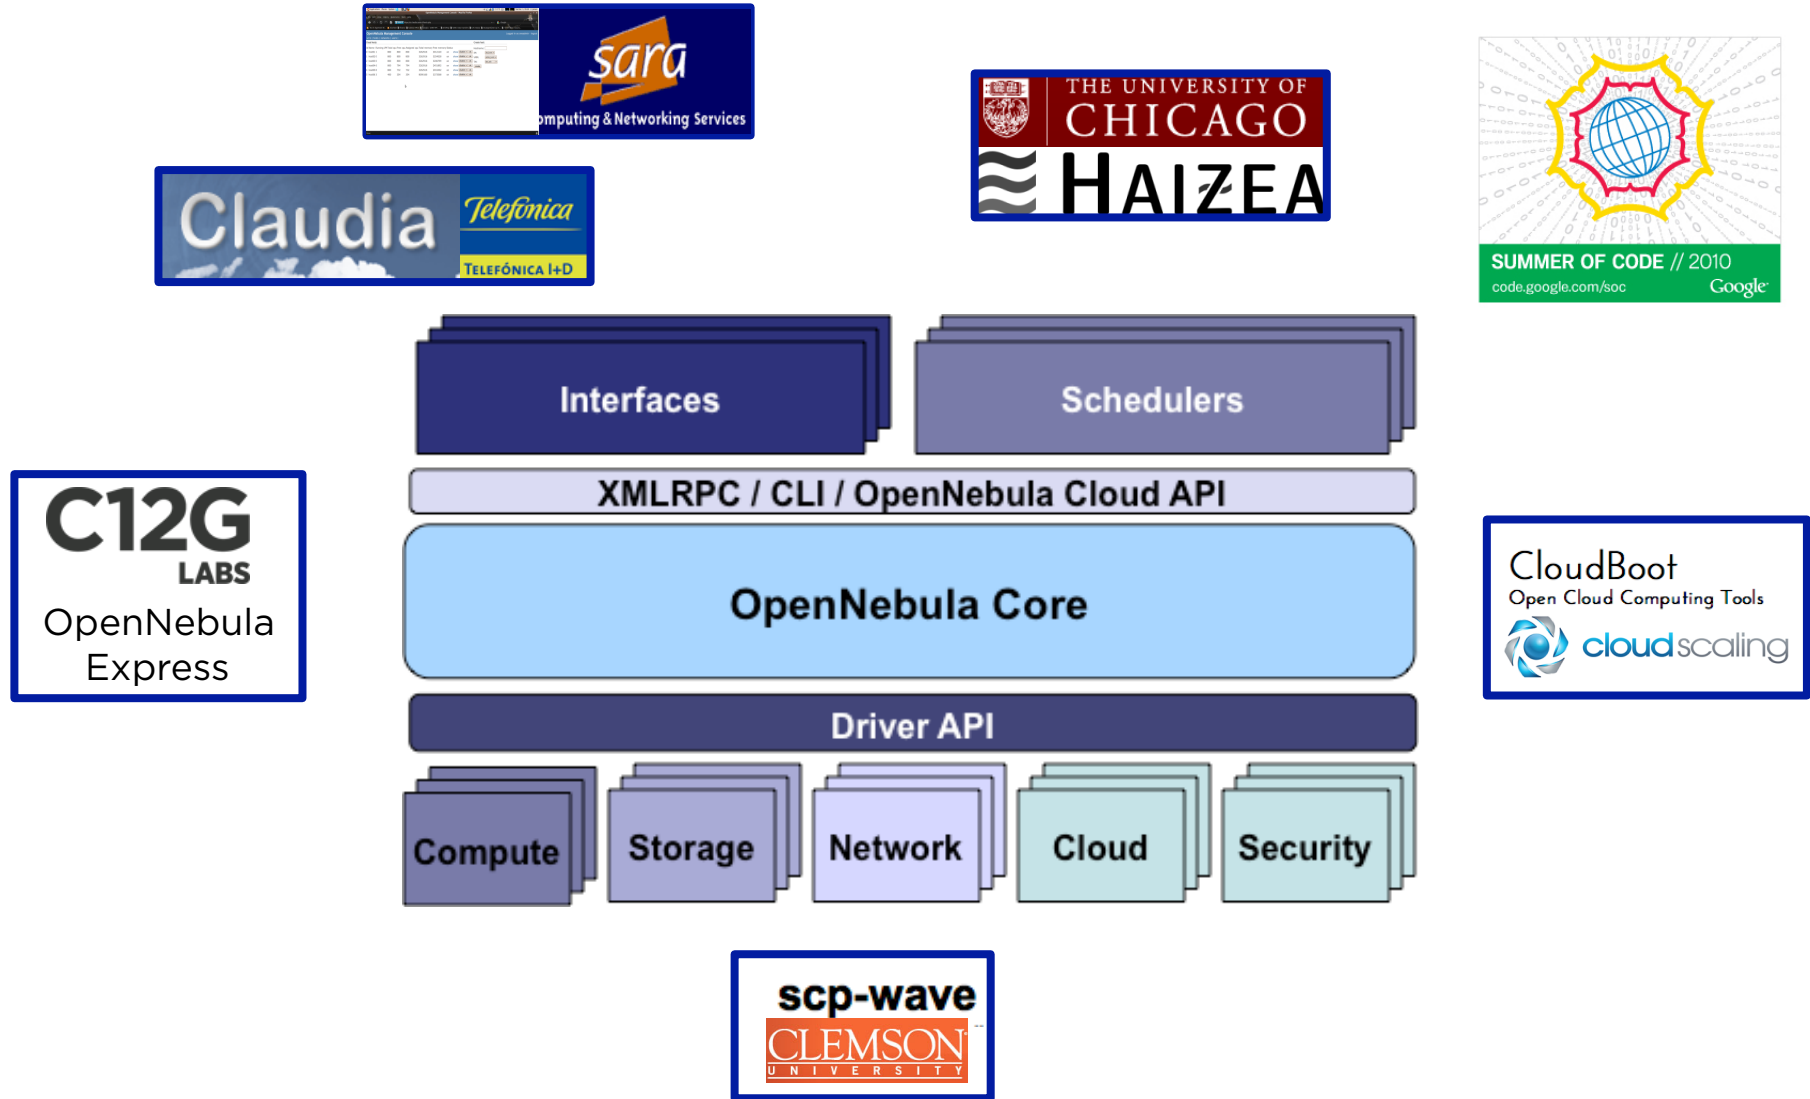 sara
omputing & Networking Services
THE UNIVERSITY OF
CHICAGO
HAIZEA
Claudia
Telefónica
TELEFÓNICA I+D
SUMMER OF CODE // 2010
code.google.com/soc
Google
Interfaces
Schedulers
XMLRPC / CLI / OpenNebula Cloud API
OpenNebula Core
Driver API
Compute
Storage
Network
Cloud
Security
C12G
LABS
OpenNebula
Express
CloudBoot
Open Cloud Computing Tools
cloudscaling
scp-wave
CLEMSON
UNIVERSITY